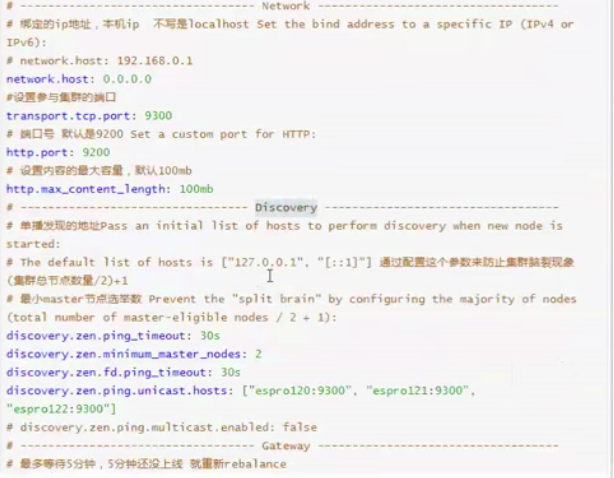 # ------------------------------- Network --------------------------------
# 绑定的ip地址，本机ip  不写是localhost Set the bind address to a specific IP (IPv4 or
IPv6):
# network.host: 192.168.0.1
network.host: 0.0.0.0
#设置参与集群的端口
transport.tcp.port: 9300
# 端口号 默认是9200 Set a custom port for HTTP:
http.port: 9200
# 设置内容的最大容量，默认100mb
http.max_content_length: 100mb
# ------------------------------ Discovery -------------------------------
# 单播发现的地址Pass an initial list of hosts to perform discovery when new node is
started:
# The default list of hosts is ["127.0.0.1", "[::1]"] 通过配置这个参数来防止集群脑裂现象
(集群总节点数量/2)+1
# 最小master节点选举数 Prevent the "split brain" by configuring the majority of nodes
(total number of master-eligible nodes / 2 + 1):
discovery.zen.ping_timeout: 30s
discovery.zen.minimum_master_nodes: 2
discovery.zen.fd.ping_timeout: 30s
discovery.zen.ping.unicast.hosts: ["espro120:9300", "espro121:9300",
"espro122:9300"]
# discovery.zen.ping.multicast.enabled: false
# ------------------------------- Gateway --------------------------------
# 最多等待5分钟，5分钟还没上线 就重新rebalance